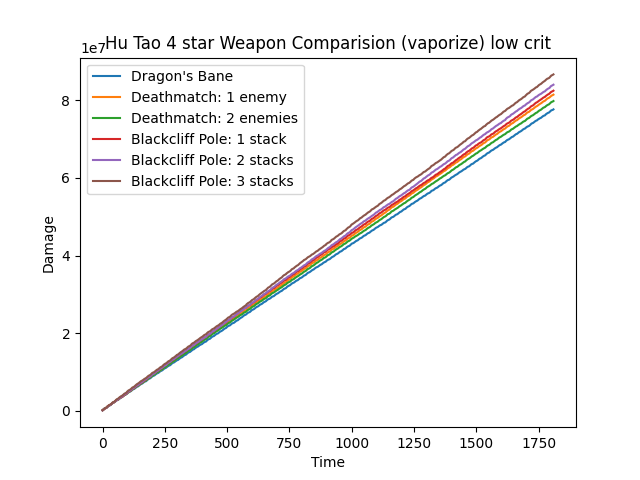 1e7
Hu Tao 4 star Weapon Comparision (vaporize) low crit
Dragon's Bane
Deathmatch: 1 enemy
Deathmatch: 2 enemies
Blackcliff Pole: 1 stack
Blackcliff Pole: 2 stacks
Blackcliff Pole: 3 stacks
8
6
4
2
0
Damage
0 250 500 750 1000 1250 1500 1750
Time